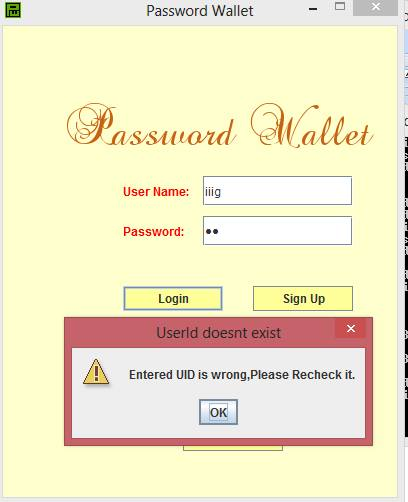 Password Wallet
Password Wallet
User Name: iiig
Password: ●●
Login Sign Up
UserId doesnt exist
Entered UID is wrong,Please Recheck it.
OK